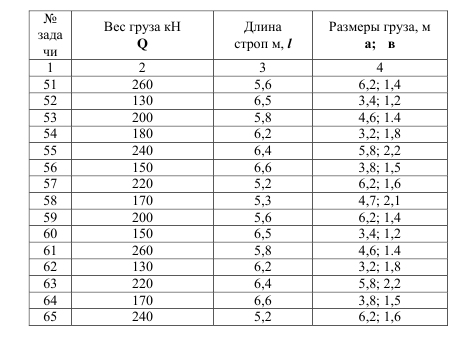 № зада чи | Вес груза кН Q | Длина строп м, l | Размеры груза, м а; в
1 | 2 | 3 | 4
51 | 260 | 5,6 | 6,2; 1,4
52 | 130 | 6,5 | 3,4; 1,2
53 | 200 | 5,8 | 4,6; 1.4
54 | 180 | 6,2 | 3,2; 1,8
55 | 240 | 6,4 | 5,8; 2,2
56 | 150 | 6,6 | 3,8; 1,5
57 | 220 | 5,2 | 6,2; 1,6
58 | 170 | 5,3 | 4,7; 2,1
59 | 200 | 5,6 | 6,2; 1,4
60 | 150 | 6,5 | 3,4; 1,2
61 | 260 | 5,8 | 4,6; 1.4
62 | 130 | 6,2 | 3,2; 1,8
63 | 220 | 6,4 | 5,8; 2,2
64 | 170 | 6,6 | 3,8; 1,5
65 | 240 | 5,2 | 6,2; 1,6